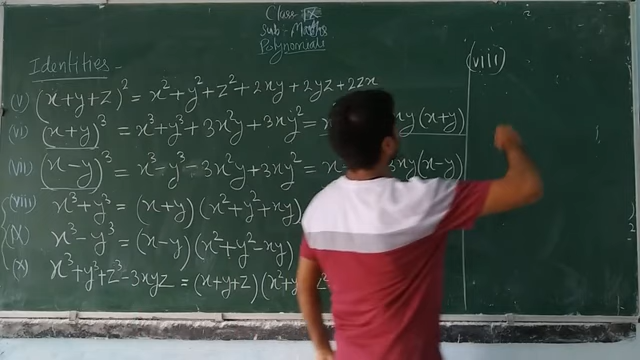 Class - IX
Sub - Maths
Polynomials
Identities -
(v) (x+y+z)² = x²+y²+z²+2xy+2yz+2zx
(vi) (x+y)³ = x³+y³+3x²y+3xy² = xy(x+y)
(vii) (x-y)³ = x³-y³-3x²y+3xy² = 3xy(x-y)
(viii) x³+y³ = (x+y)(x²+y²+xy)
(ix) x³-y³ = (x-y)(x²+y²-xy)
(x) x³+y³+z³-3xyz = (x+y+z)(x²+y z²
(viii)